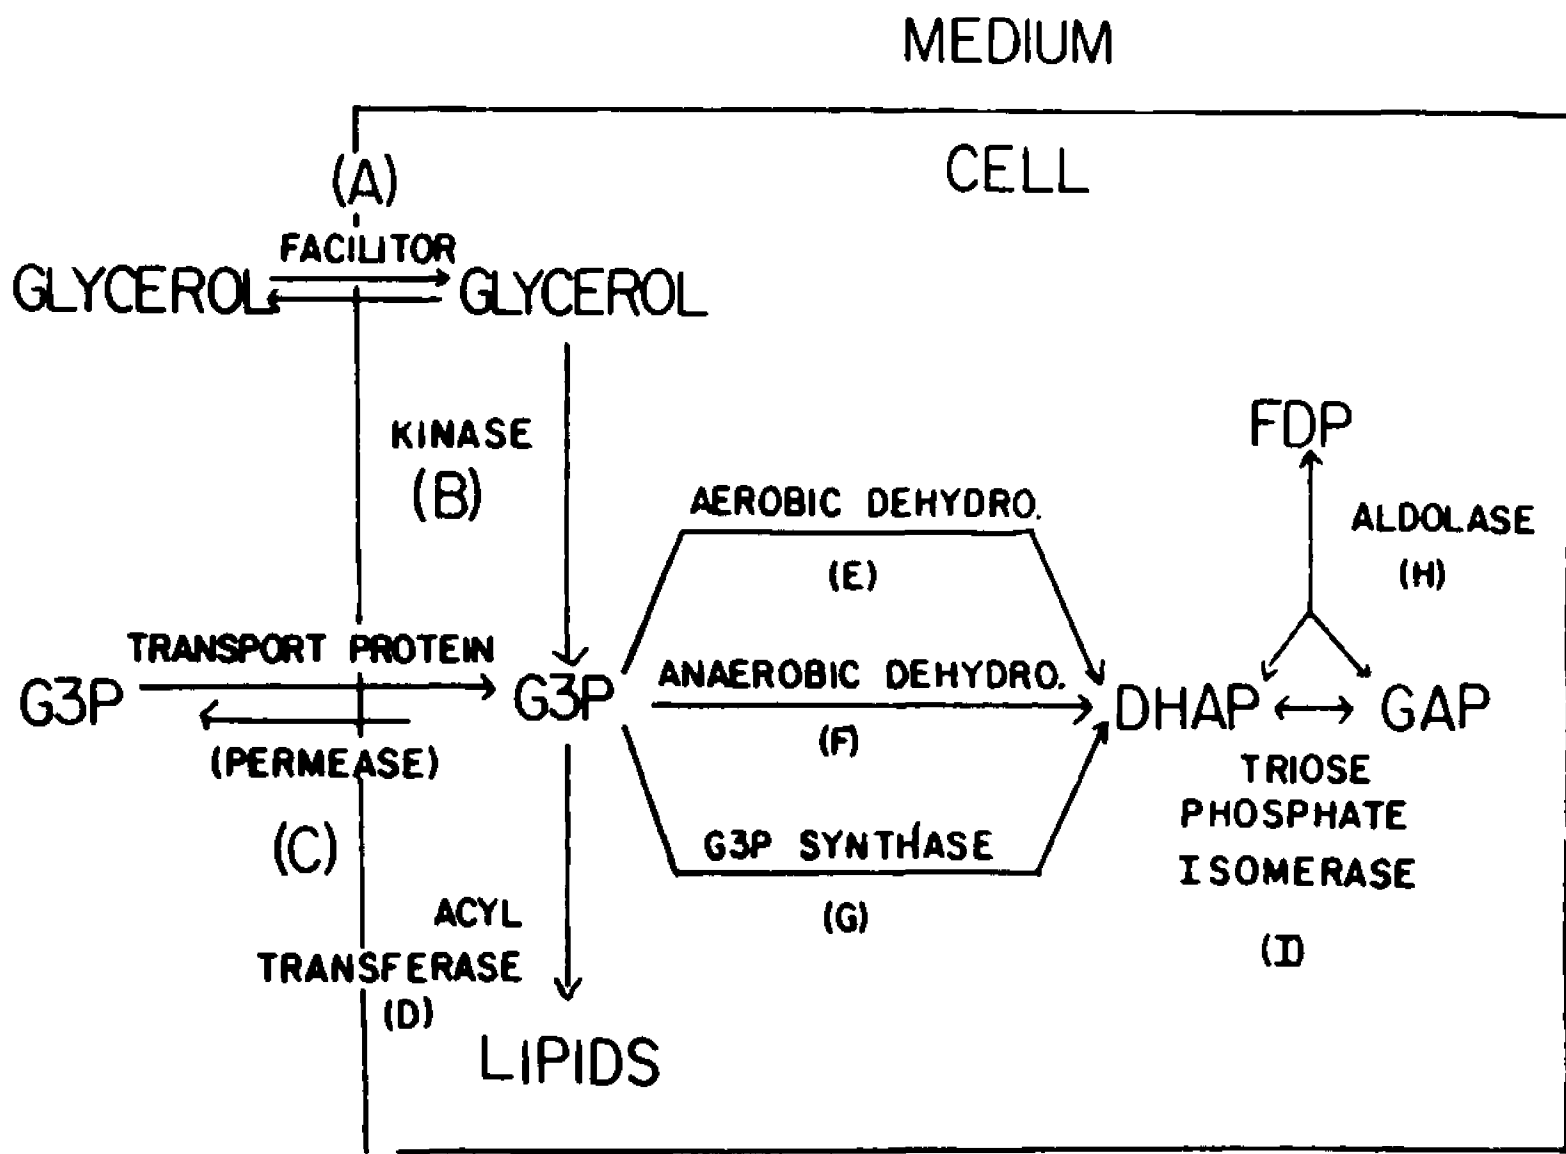 MEDIUM
CELL
(A)
FACILITOR
GLYCEROL
GLYCEROL
KINASE
(B)
FDP
ALDOLASE
(H)
AEROBIC DEHYDRO.
(E)
TRANSPORT PROTEIN
G3P
G3P
(PERMEASE)
(C)
ANAEROBIC DEHYDRO.
(F)
DHAP
GAP
TRIOSE
PHOSPHATE
ISOMERASE
(I)
G3P SYNTHASE
(G)
ACYL
TRANSFERASE
(D)
LIPIDS